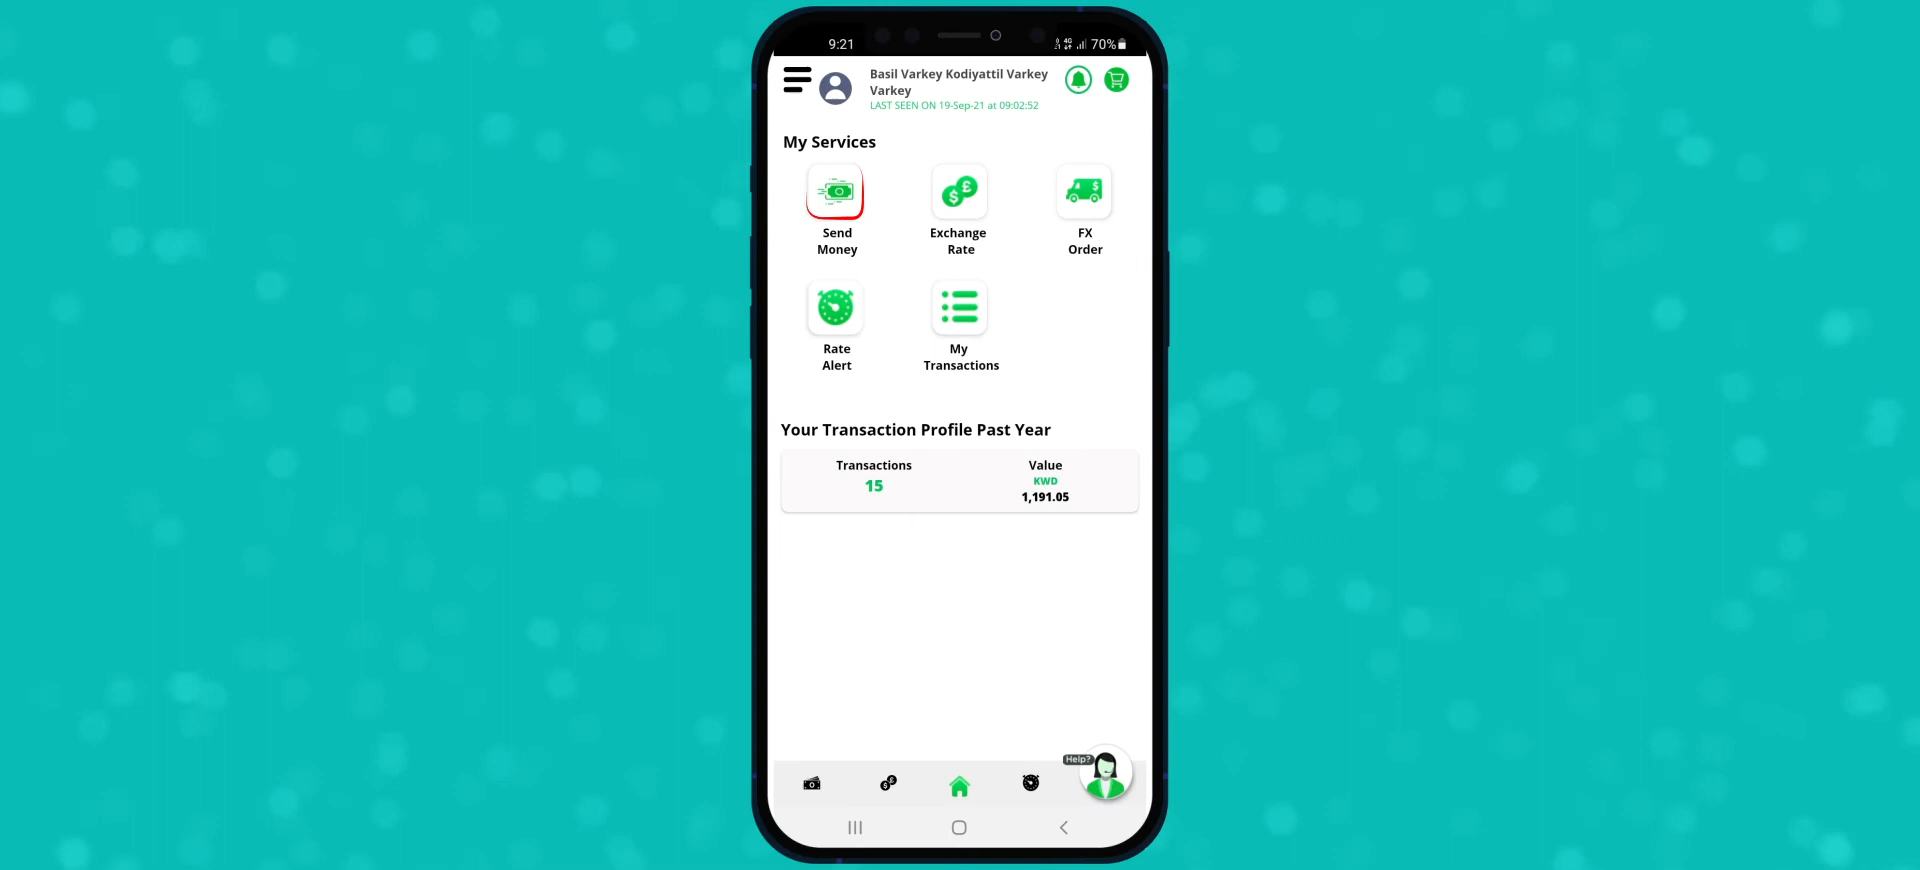 9:21
4G 70%
Basil Varkey Kodiyattil Varkey
Varkey
LAST SEEN ON 19-Sep-21 at 09:02:52
My Services
Send
Money
Exchange
Rate
FX
Order
Rate
Alert
My
Transactions
Your Transaction Profile Past Year
Transactions
15
Value
KWD
1,191.05
Help?